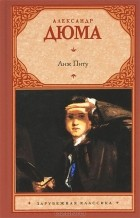 АЛЕКСАНДР
ДЮМА
Анж Питу
ЗАРУБЕЖНАЯ КЛАССИКА